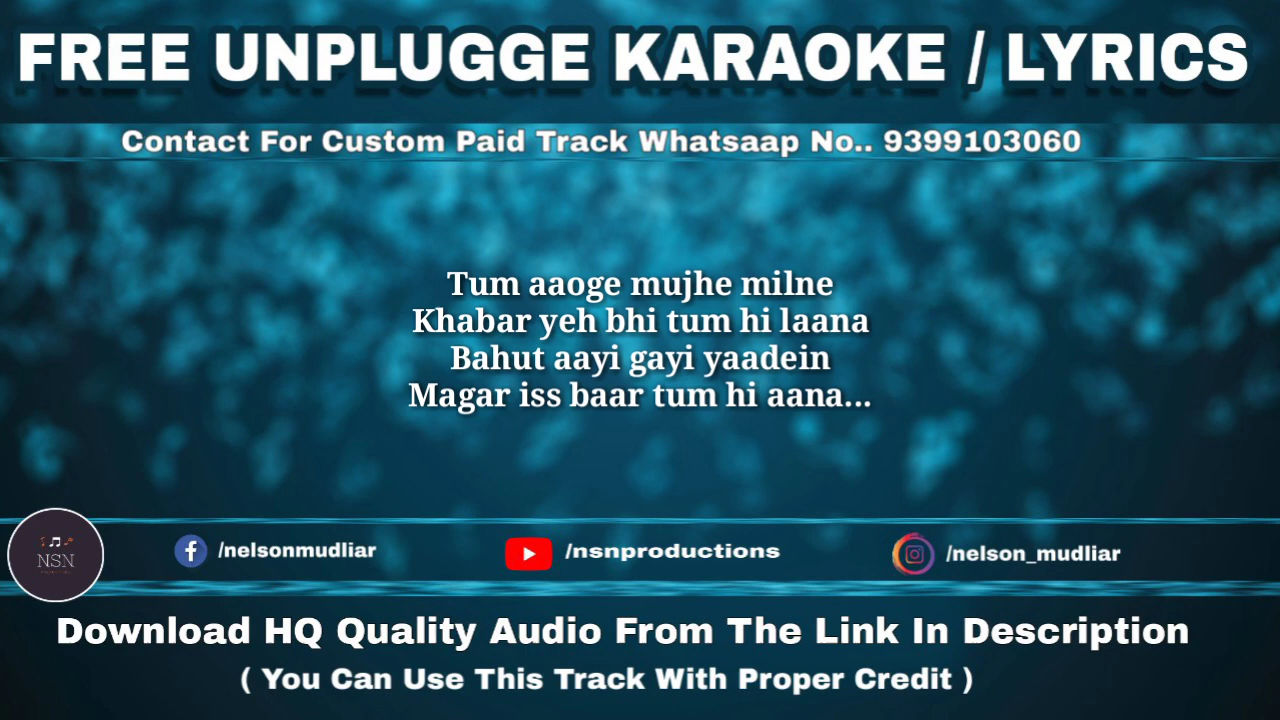 FREE UNPLUGGE KARAOKE / LYRICS
Contact For Custom Paid Track Whatsaap No.. 9399103060
Tum aaoge mujhe milne
Khabar yeh bhi tum hi laana
Bahut aayi gayi yaadein
Magar iss baar tum hi aana...
NSN
/nelsonmudliar
/nsnproductions
/nelson_mudliar
Download HQ Quality Audio From The Link In Description
( You Can Use This Track With Proper Credit )